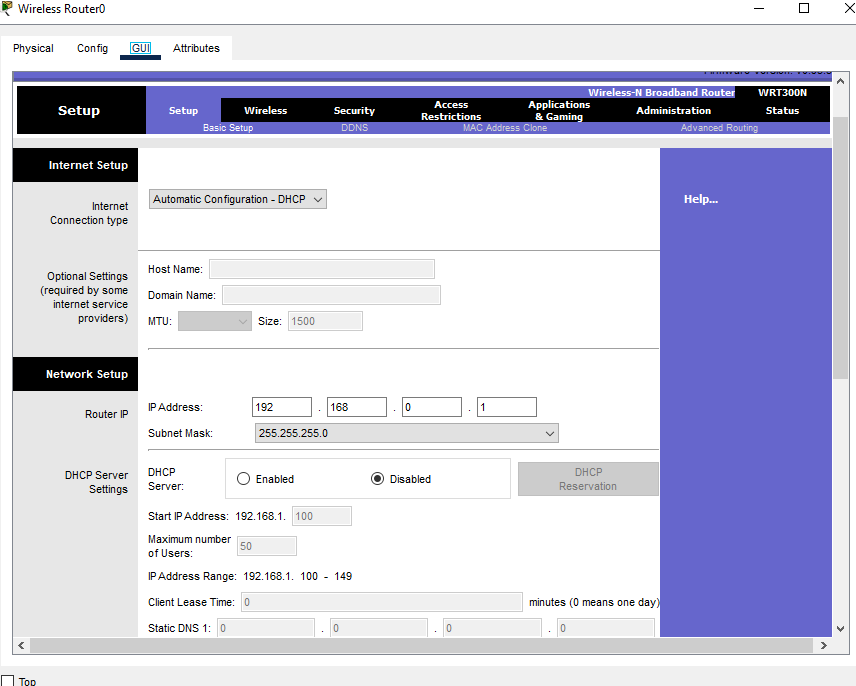 Wireless Router0
Physical Config GUI Attributes
Wireless-N Broadband Router WRT300N
Setup
Setup Wireless Security Access Restrictions Applications & Gaming Administration Status
Basic Setup DDNS MAC Address Clone Advanced Routing
Internet Setup
Internet
Connection type
Automatic Configuration - DHCP
Help...
Optional Settings
(required by some
internet service
providers)
Host Name:
Domain Name:
MTU: Size: 1500
Network Setup
Router IP
IP Address: 192 . 168 . 0 . 1
Subnet Mask: 255.255.255.0
DHCP Server
Settings
DHCP
Server: Enabled Disabled
DHCP
Reservation
Start IP Address: 192.168.1. 100
Maximum number
of Users: 50
IP Address Range: 192.168.1. 100 - 149
Client Lease Time: 0 minutes (0 means one day)
Static DNS 1: 0 . 0 . 0 . 0
Top